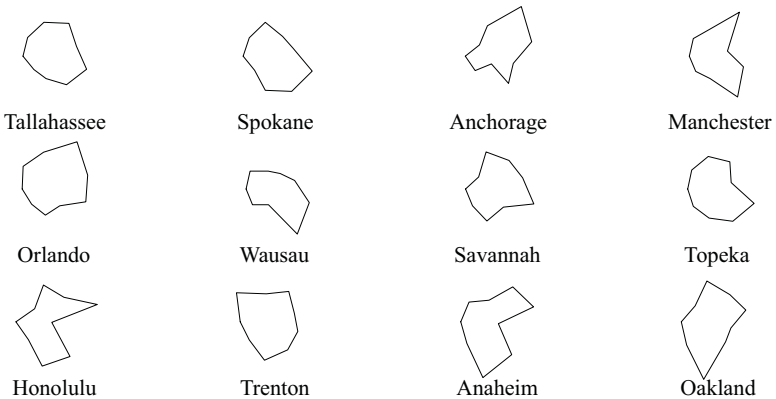 Tallahassee Spokane Anchorage Manchester
Orlando Wausau Savannah Topeka
Honolulu Trenton Anaheim Oakland